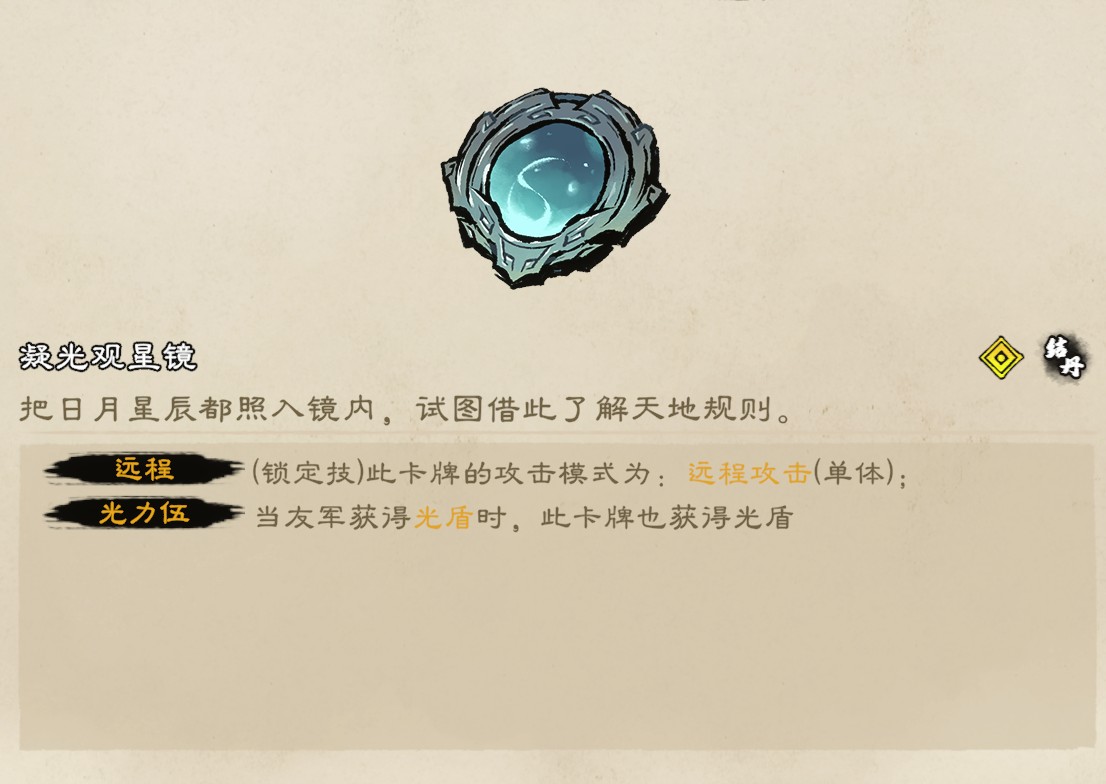 凝光观星镜
结丹
把日月星辰都照入镜内，试图借此了解天地规则。
远程 (锁定技)此卡牌的攻击模式为：远程攻击(单体)；
光力伍 当友军获得光盾时，此卡牌也获得光盾